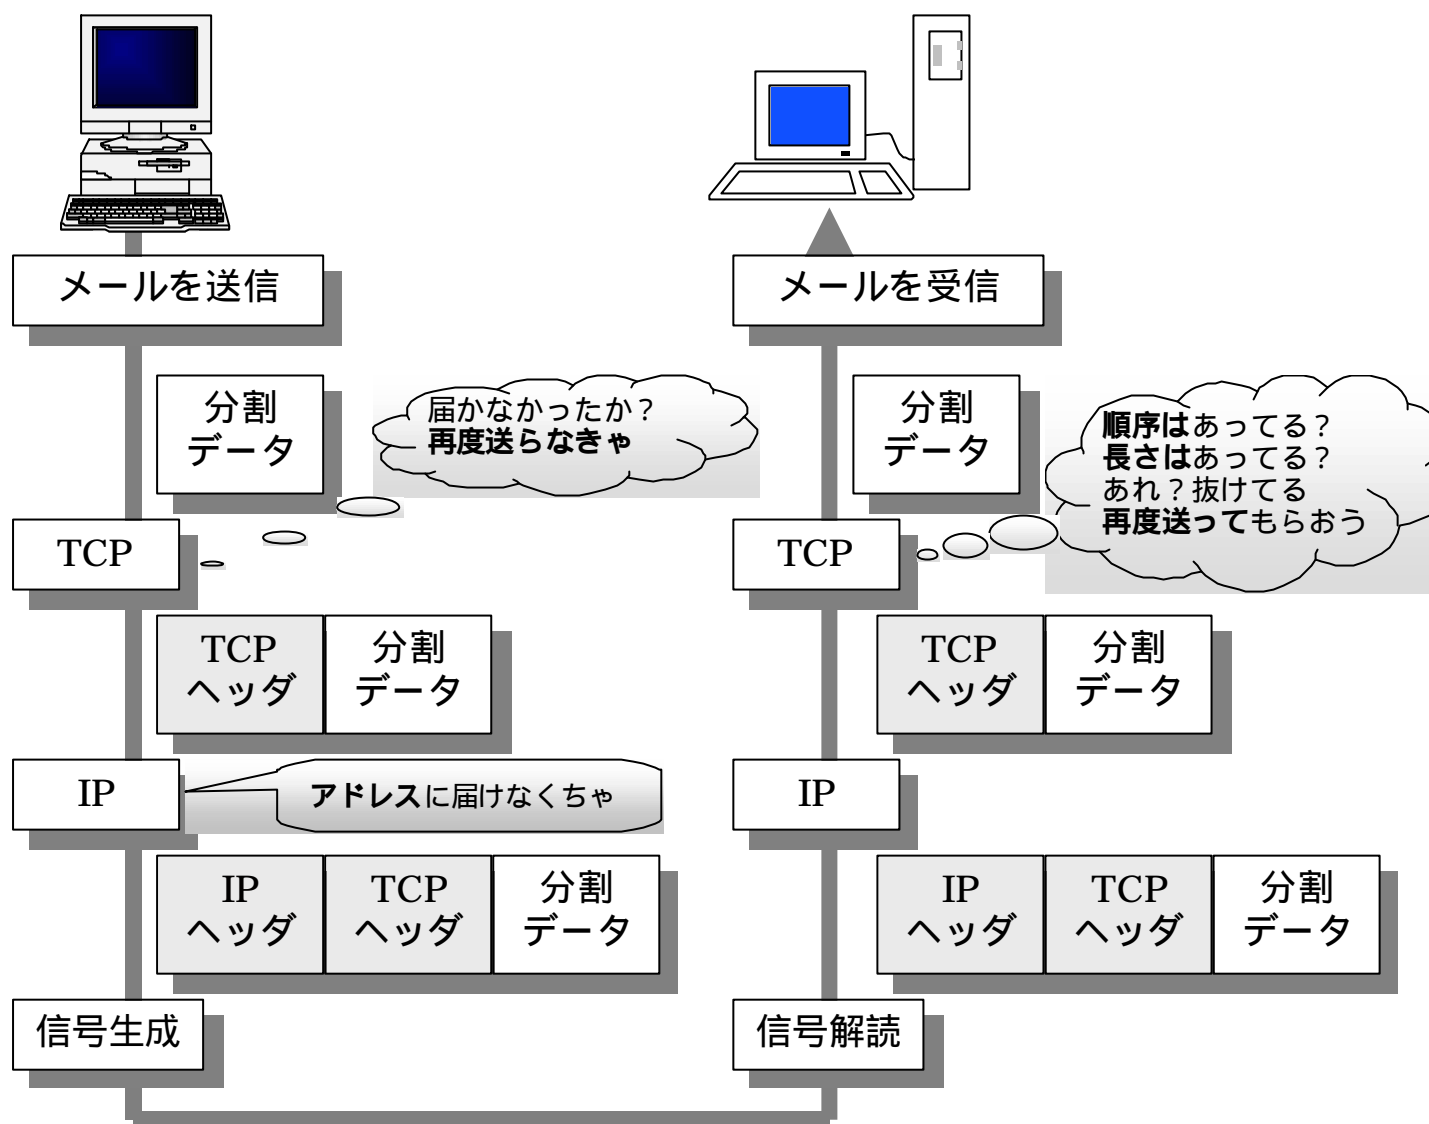 メールを送信
分割
データ
届かなかったか？
再度送らなきゃ
TCP
TCP
ヘッダ
分割
データ
IP
アドレスに届けなくちゃ
IP
ヘッダ
TCP
ヘッダ
分割
データ
信号生成
メールを受信
分割
データ
順序はあってる？
長さはあってる？
あれ？抜けてる
再度送ってもらおう
TCP
TCP
ヘッダ
分割
データ
IP
IP
ヘッダ
TCP
ヘッダ
分割
データ
信号解読